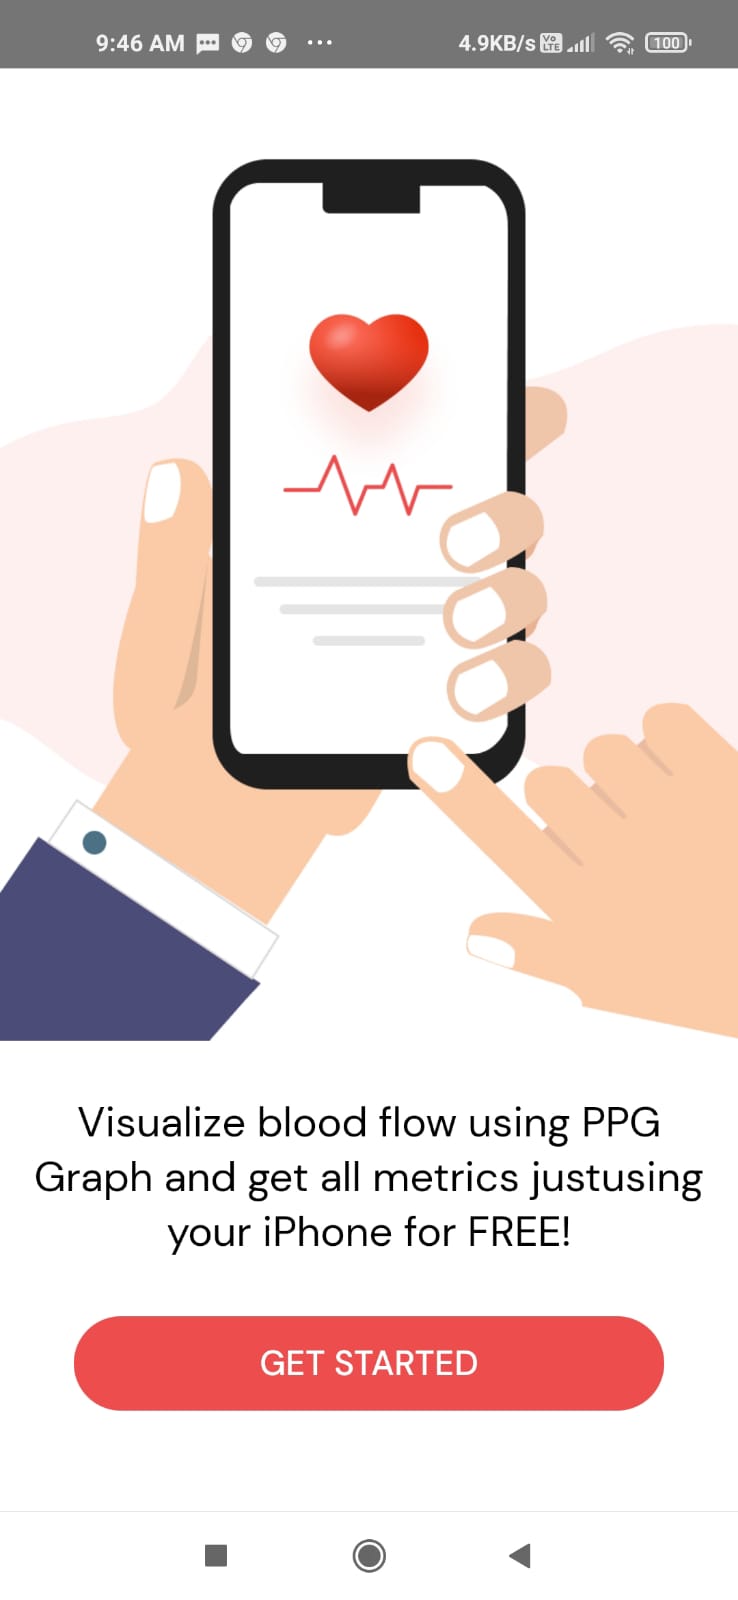 9:46 AM 4.9KB/s Vo LTE 100
Visualize blood flow using PPG
Graph and get all metrics justusing
your iPhone for FREE!
GET STARTED